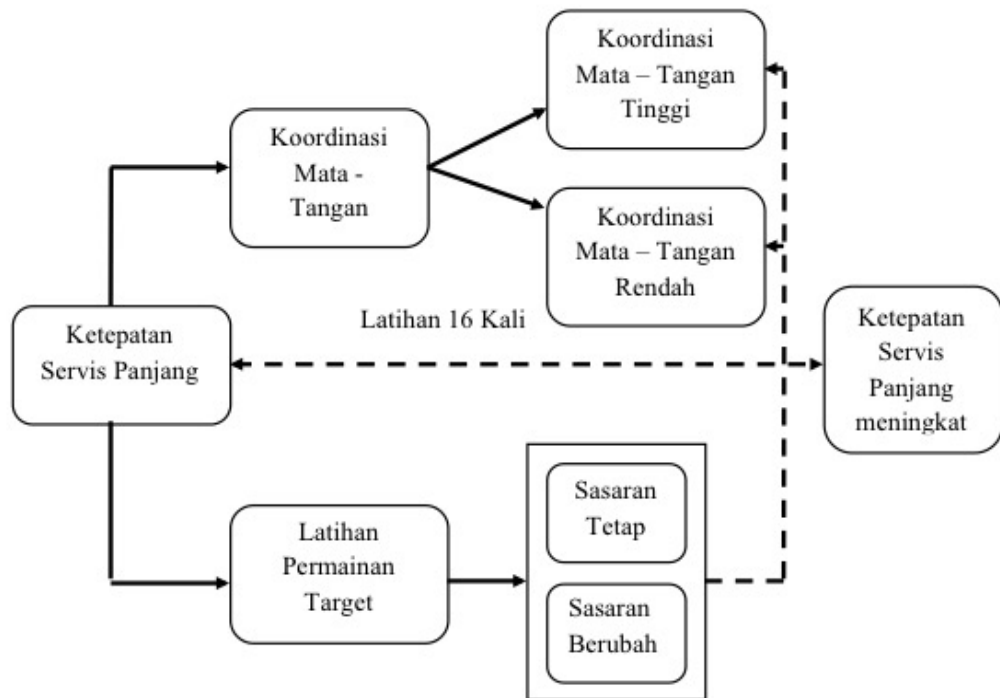 Koordinasi
Mata – Tangan
Tinggi
Koordinasi
Mata -
Tangan
Koordinasi
Mata – Tangan
Rendah
Latihan 16 Kali
Ketepatan
Servis Panjang
Ketepatan
Servis
Panjang
meningkat
Sasaran
Tetap
Latihan
Permainan
Target
Sasaran
Berubah